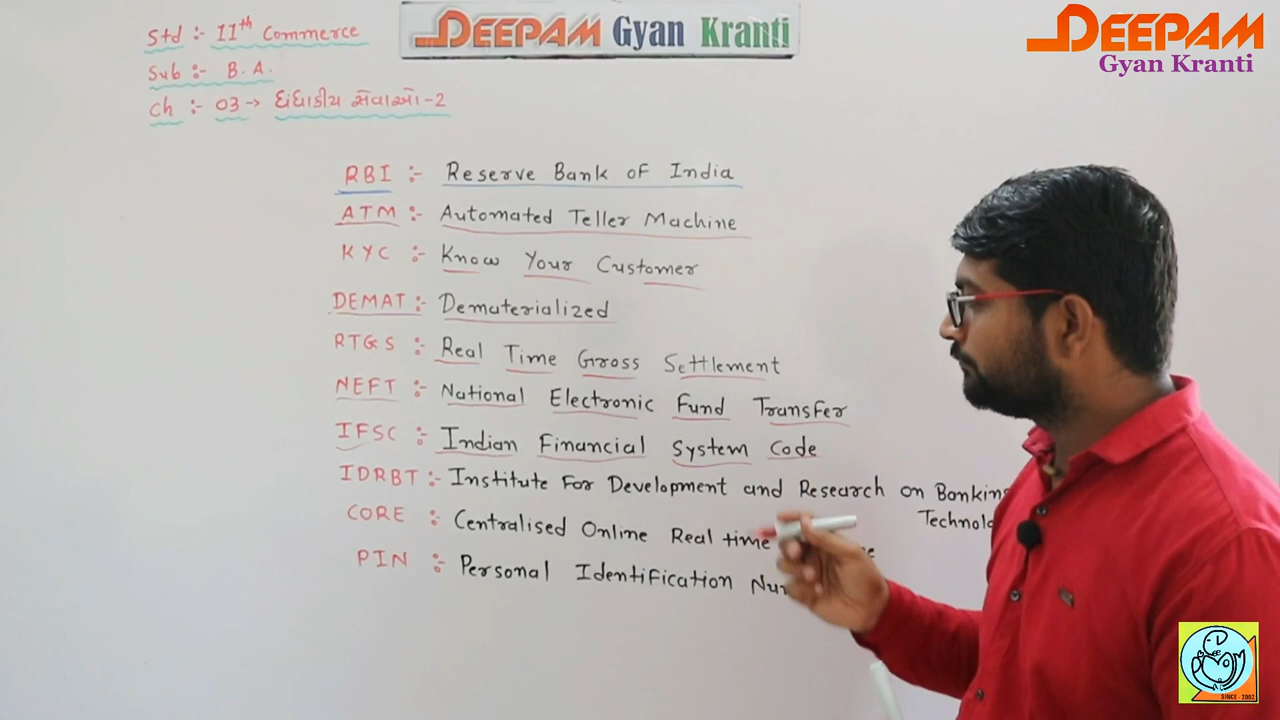 DEEPAM Gyan Kranti
DEEPAM
Gyan Kranti
Std :- 11th Commerce
Sub :- B.A.
Ch :- 03 → ધંધાકીય સેવાઓ-2
RBI :- Reserve Bank of India
ATM :- Automated Teller Machine
KYC :- Know Your Customer
DEMAT :- Dematerialized
RTGS :- Real Time Gross Settlement
NEFT :- National Electronic Fund Transfer
IFSC :- Indian Financial System Code
IDRBT :- Institute For Development and Research on Banking
Technol
CORE :- Centralised Online Real time
PIN :- Personal Identification Nu
SINCE - 2002